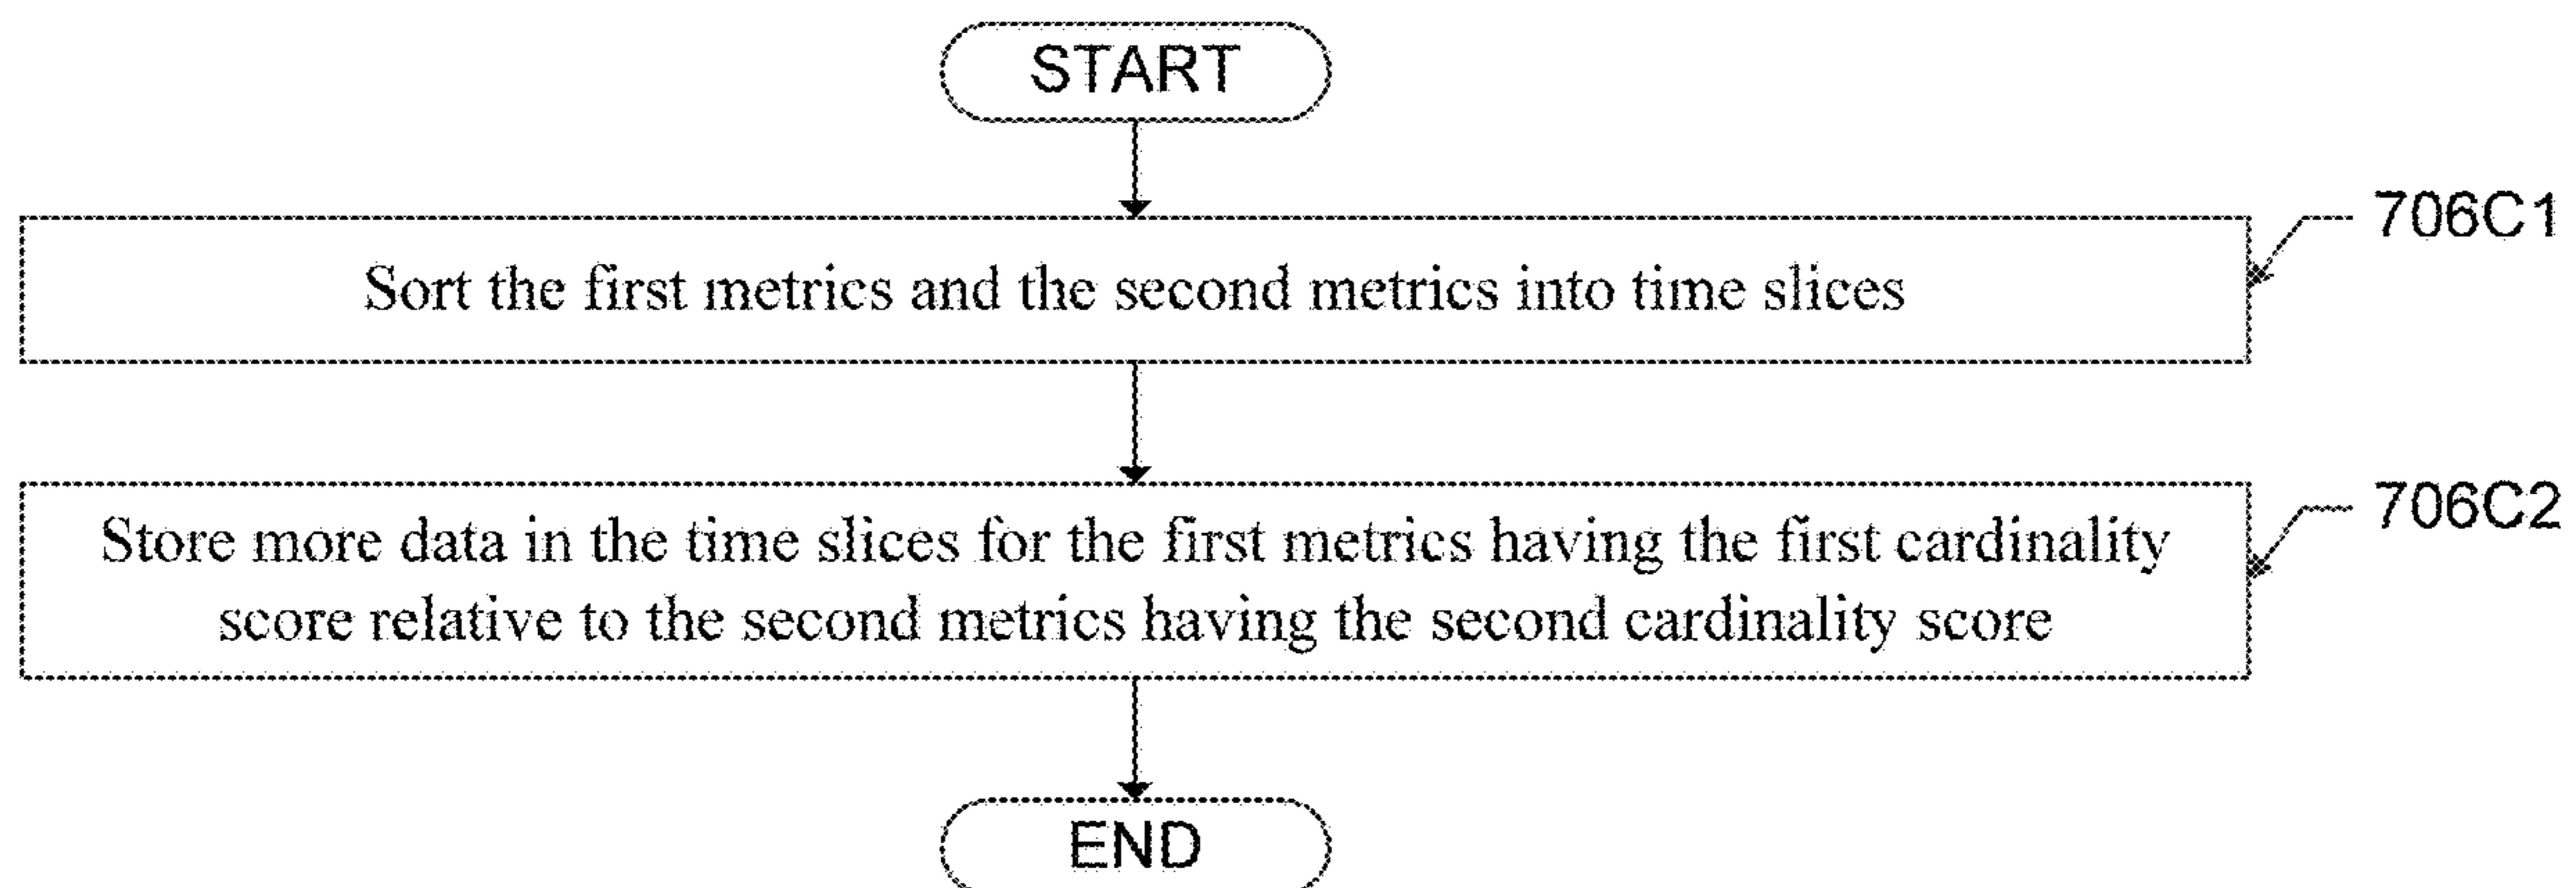 START
706C1
Sort the first metrics and the second metrics into time slices
706C2
Store more data in the time slices for the first metrics having the first cardinality
score relative to the second metrics having the second cardinality score
END